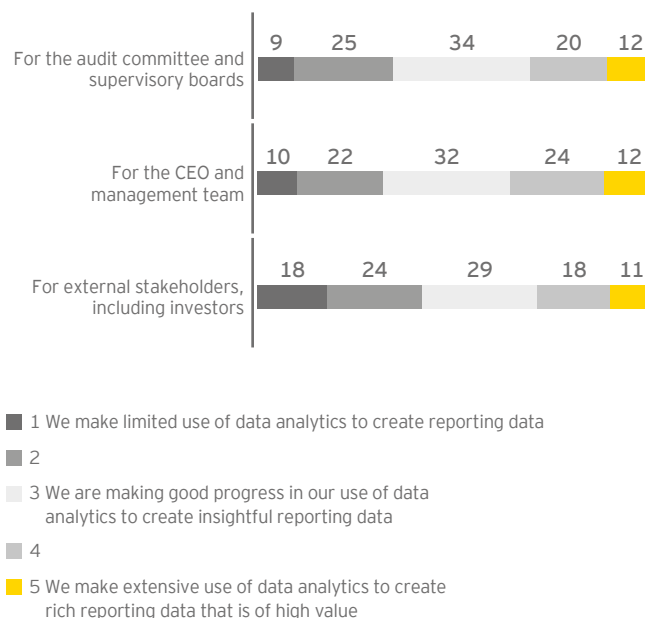 9 25 34 20 12
For the audit committee and
supervisory boards
10 22 32 24 12
For the CEO and
management team
18 24 29 18 11
For external stakeholders,
including investors
1 We make limited use of data analytics to create reporting data
2
3 We are making good progress in our use of data
analytics to create insightful reporting data
4
5 We make extensive use of data analytics to create
rich reporting data that is of high value